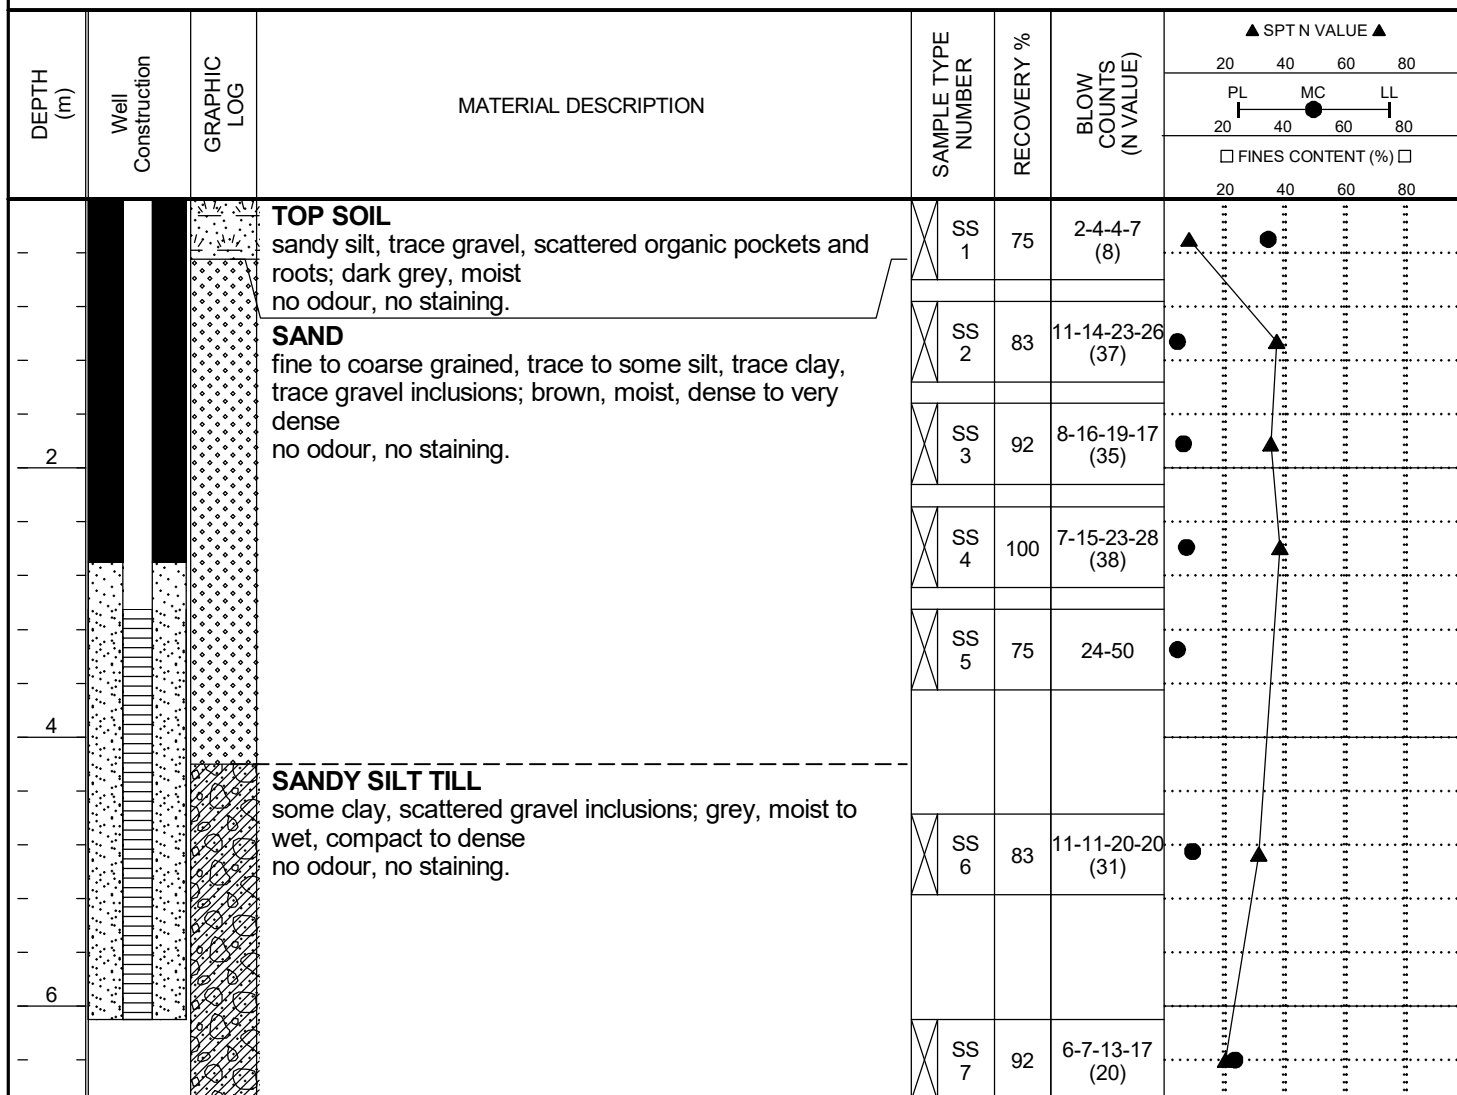 DEPTH
(m)
Well
Construction
GRAPHIC
LOG
MATERIAL DESCRIPTION
SAMPLE TYPE
NUMBER
RECOVERY %
BLOW
COUNTS
(N VALUE)
▲ SPT N VALUE ▲
20 40 60 80
PL MC LL
20 40 60 80
□ FINES CONTENT (%) □
20 40 60 80
TOP SOIL
sandy silt, trace gravel, scattered organic pockets and
roots; dark grey, moist
no odour, no staining.
SS
1
75
2-4-4-7
(8)
SAND
fine to coarse grained, trace to some silt, trace clay,
trace gravel inclusions; brown, moist, dense to very
dense
no odour, no staining.
SS
2
83
11-14-23-26
(37)
2
SS
3
92
8-16-19-17
(35)
SS
4
100
7-15-23-28
(38)
SS
5
75
24-50
4
SANDY SILT TILL
some clay, scattered gravel inclusions; grey, moist to
wet, compact to dense
no odour, no staining.
SS
6
83
11-11-20-20
(31)
6
SS
7
92
6-7-13-17
(20)